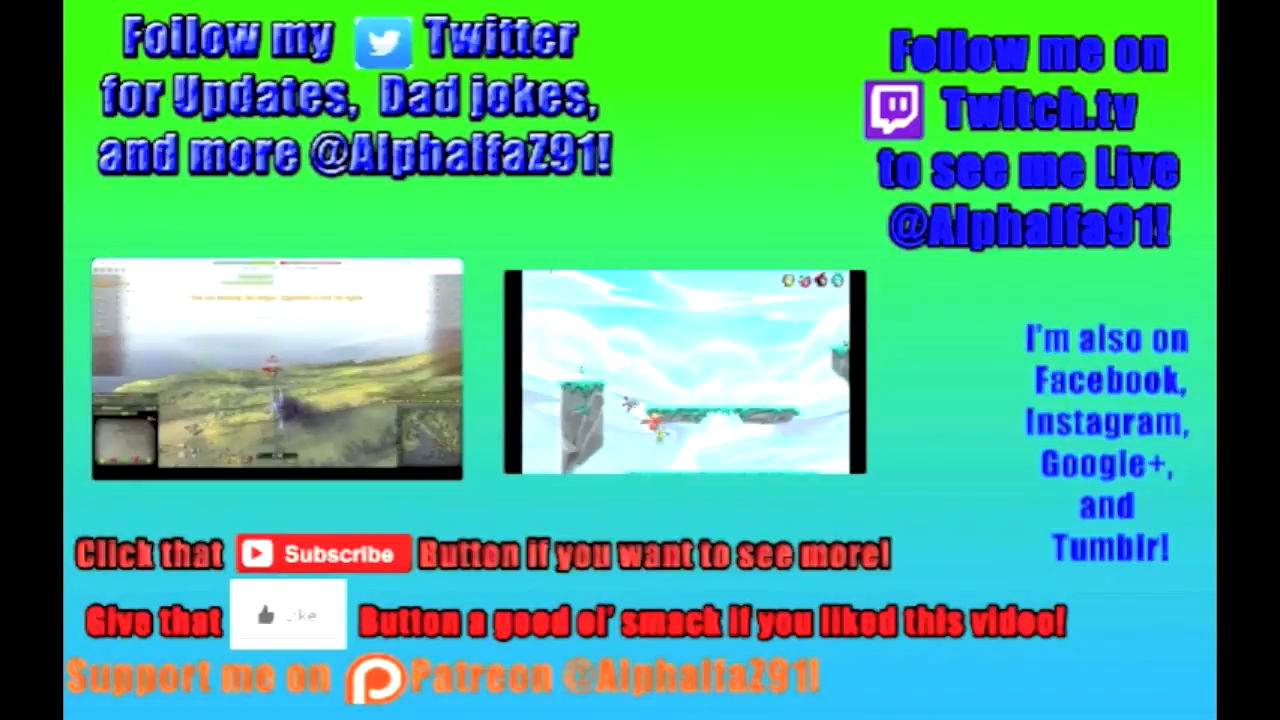 Follow my Twitter
for Updates, Dad jokes,
and more @AlphalfaZ91!
Follow me on
Twitch.tv
to see me Live
@Alphalfa91!
I'm also on
Facebook,
Instagram,
Google+,
and
Tumblr!
Click that Subscribe Button if you want to see more!
Give that Like Button a good ol' smack if you liked this video!
Support me on Patreon @AlphalfaZ91!